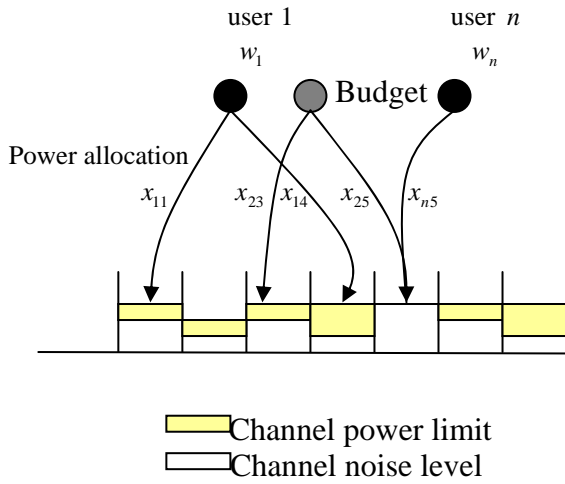 user 1 user n
w₁ wₙ
Budget
Power allocation
x₁₁ x₂₃ x₁₄ x₂₅ xₙ₅
Channel power limit
Channel noise level